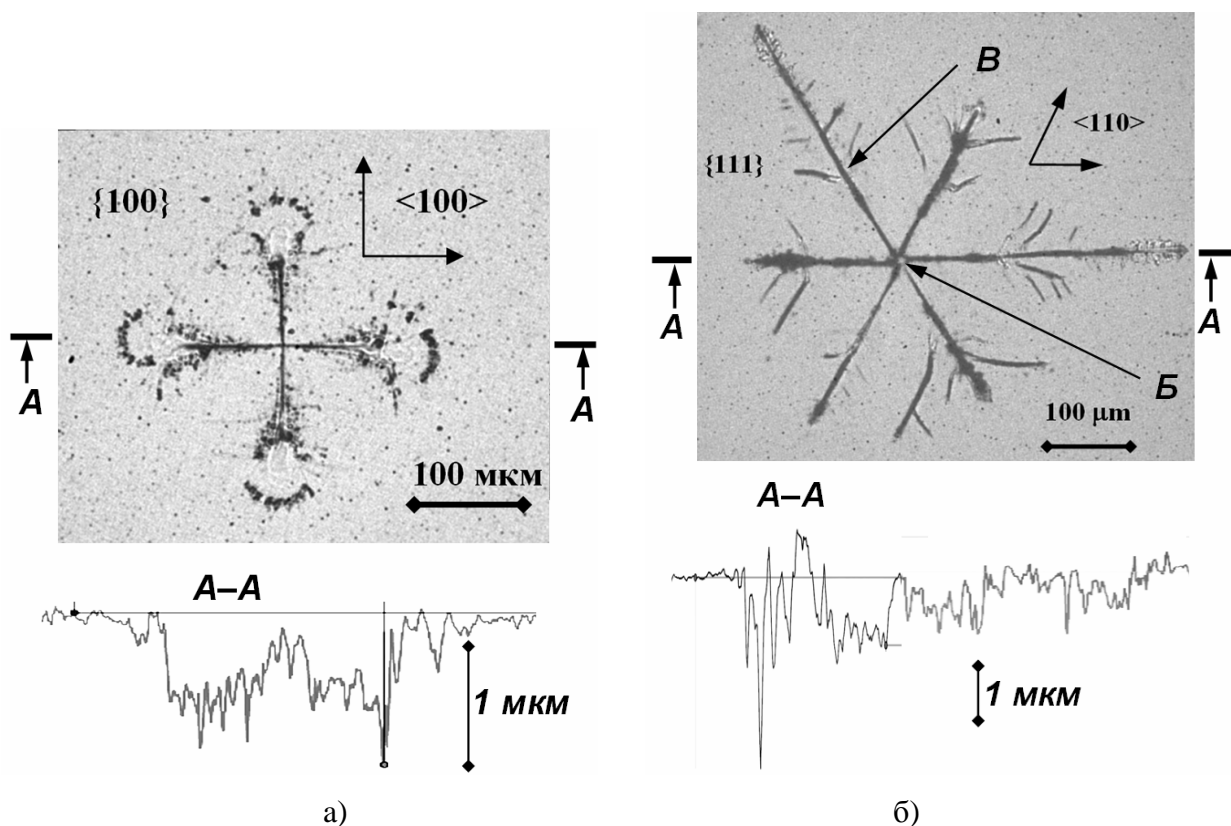 {100}
<100>
А
А
100 мкм
А–А
1 мкм
а)
В
<110>
{111}
А
А
Б
100 μm
А–А
1 мкм
б)